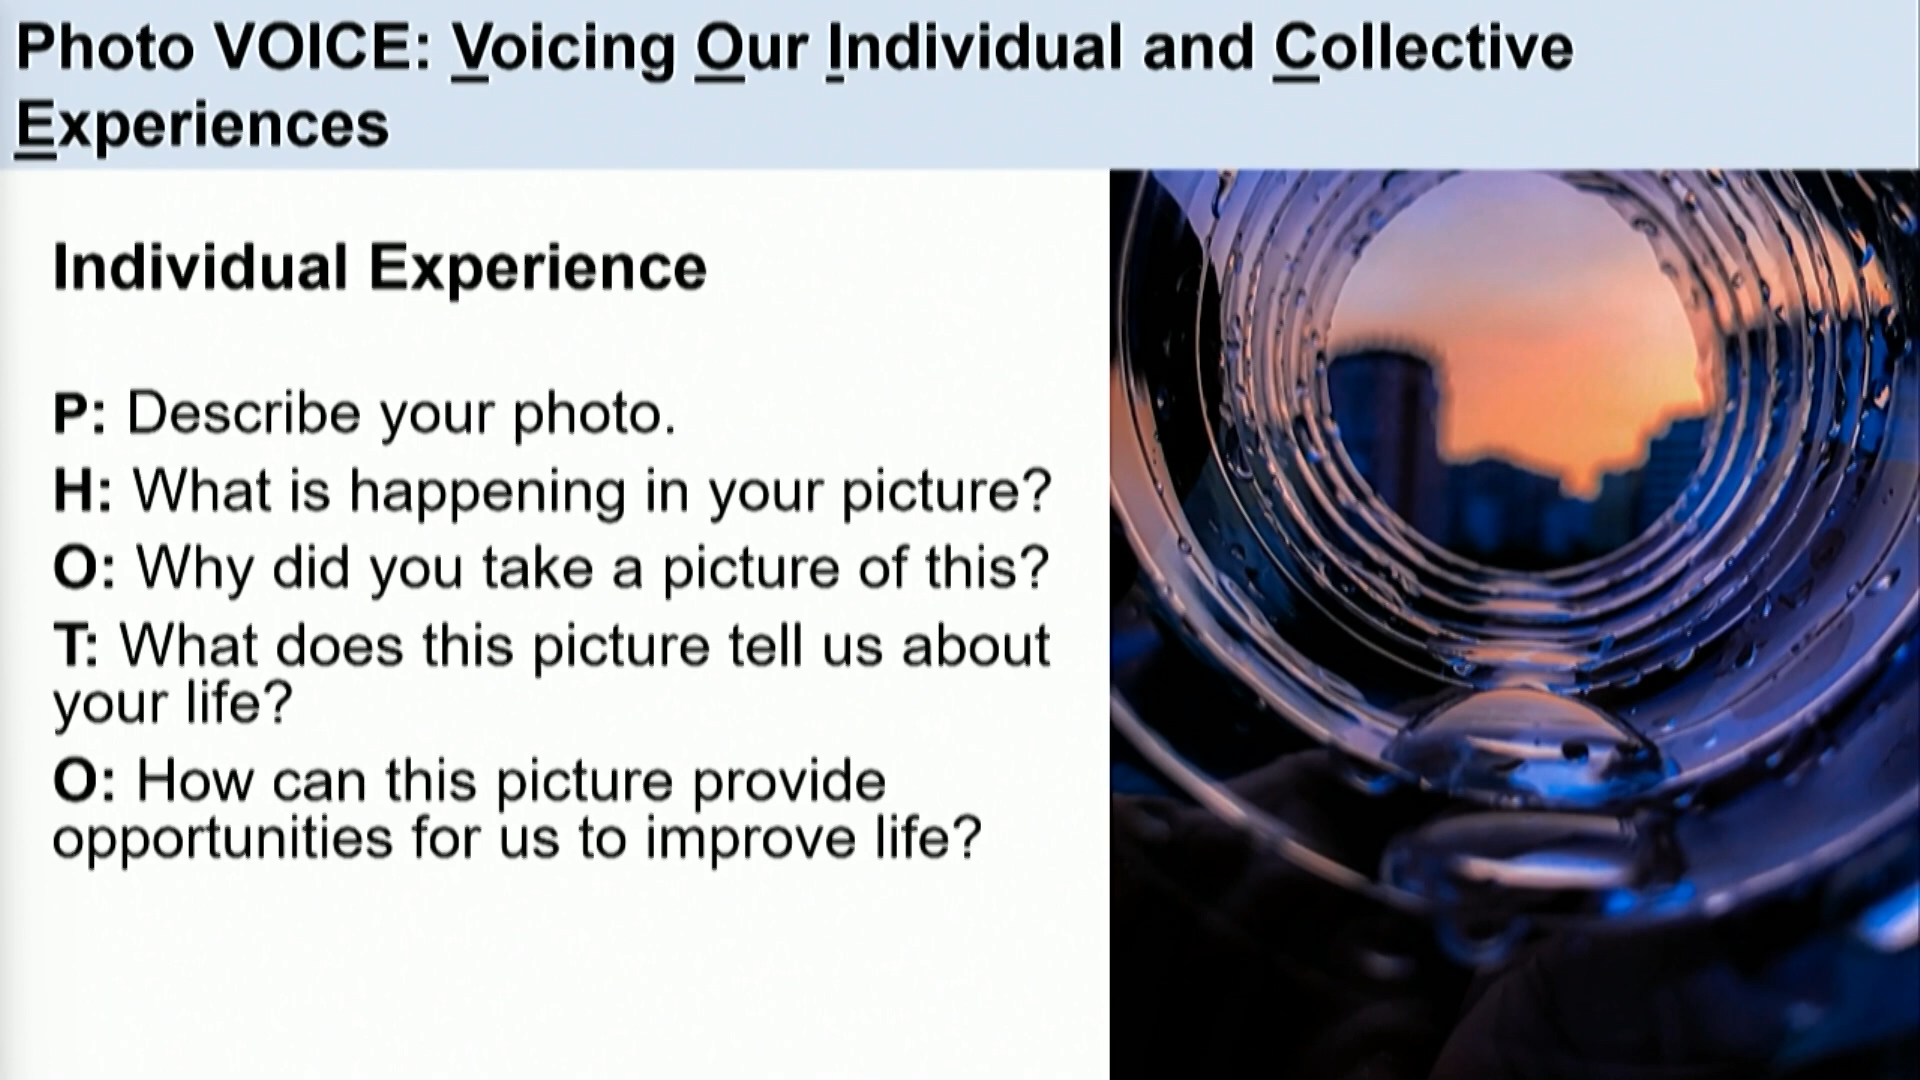 Photo VOICE: Voicing Our Individual and Collective
Experiences
Individual Experience
P: Describe your photo.
H: What is happening in your picture?
O: Why did you take a picture of this?
T: What does this picture tell us about
your life?
O: How can this picture provide
opportunities for us to improve life?